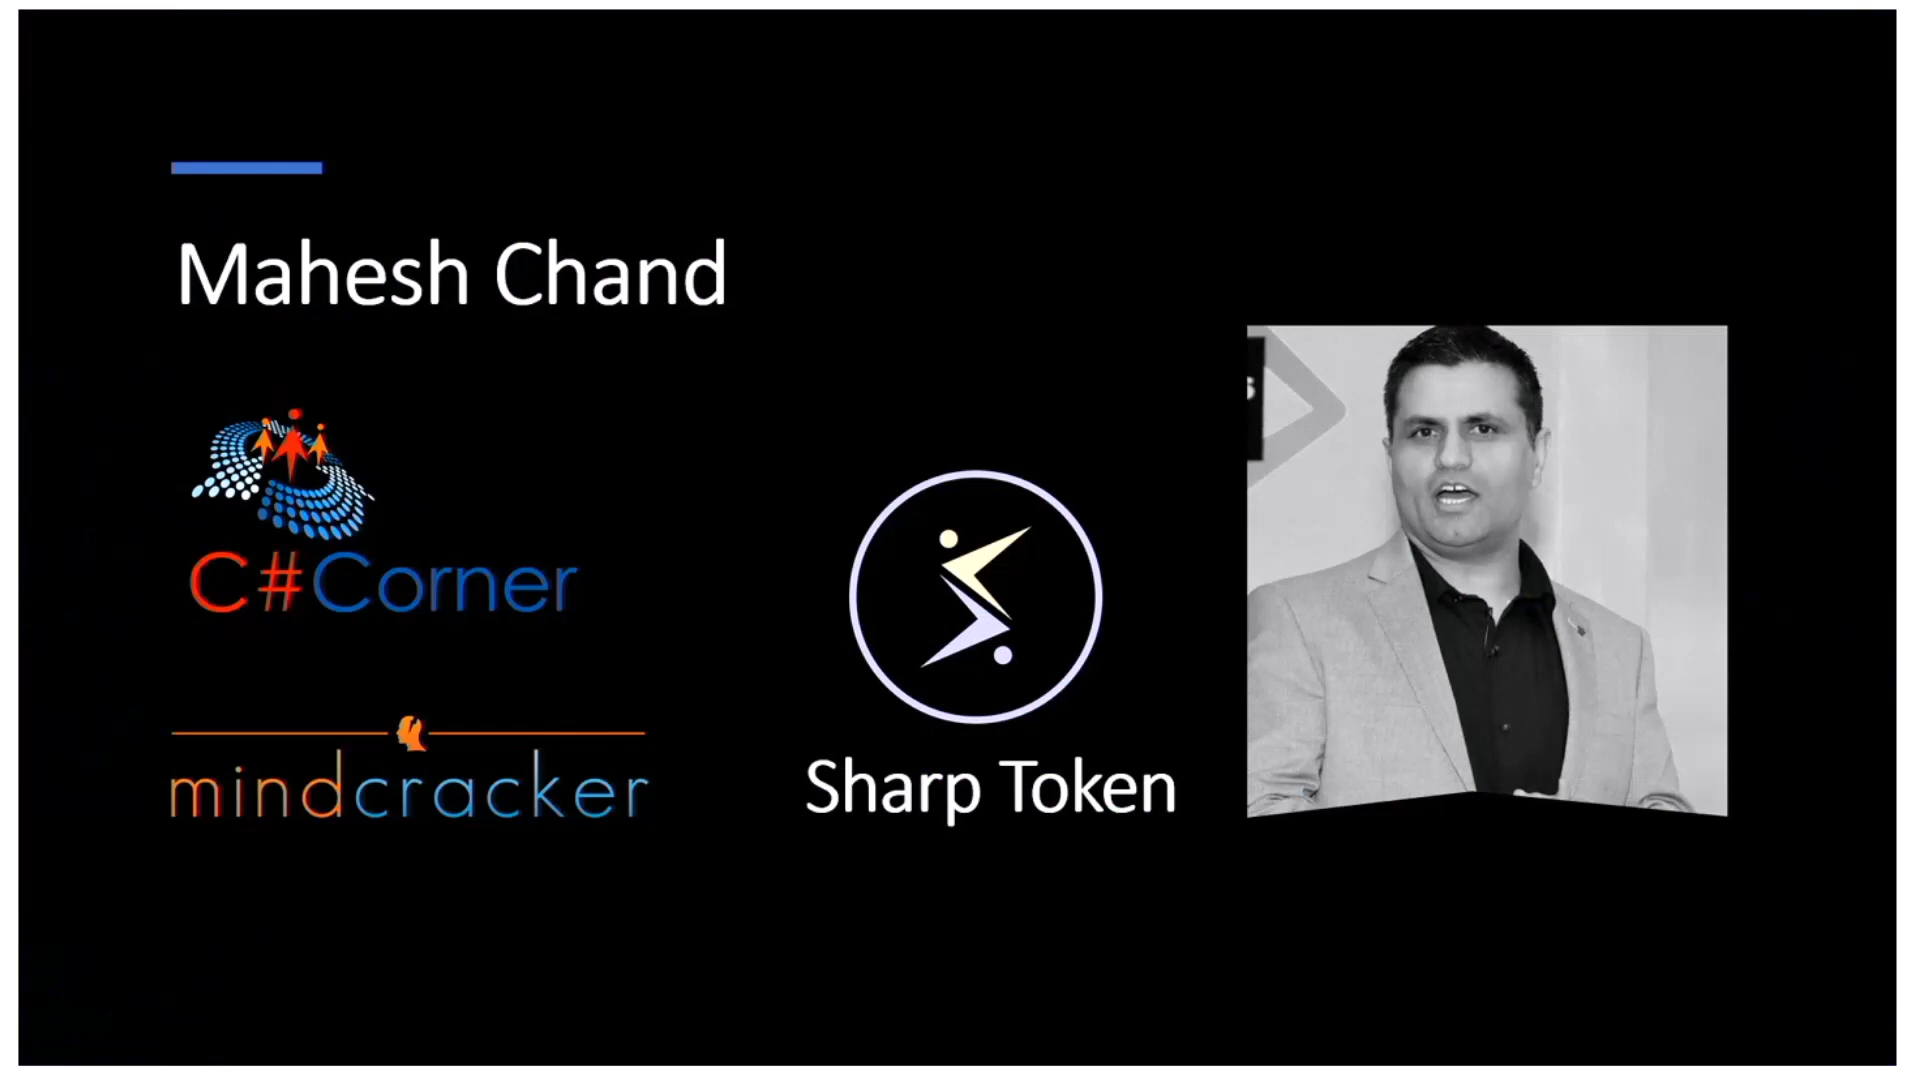 Mahesh Chand
C#Corner
mindcracker
Sharp Token